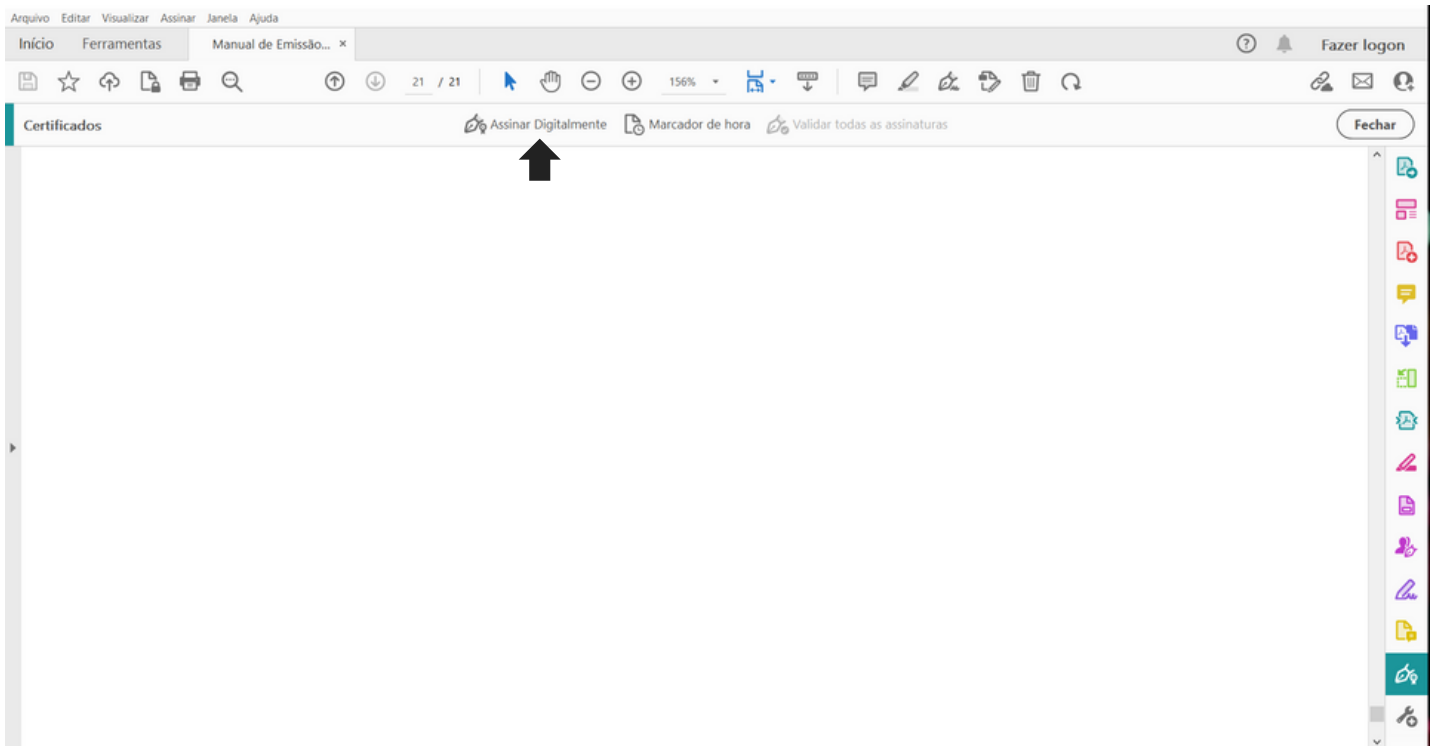 Arquivo Editar Visualizar Assinar Janela Ajuda
Início Ferramentas Manual de Emissão... × Fazer logon
21 / 21 156%
Certificados Assinar Digitalmente Marcador de hora Validar todas as assinaturas Fechar